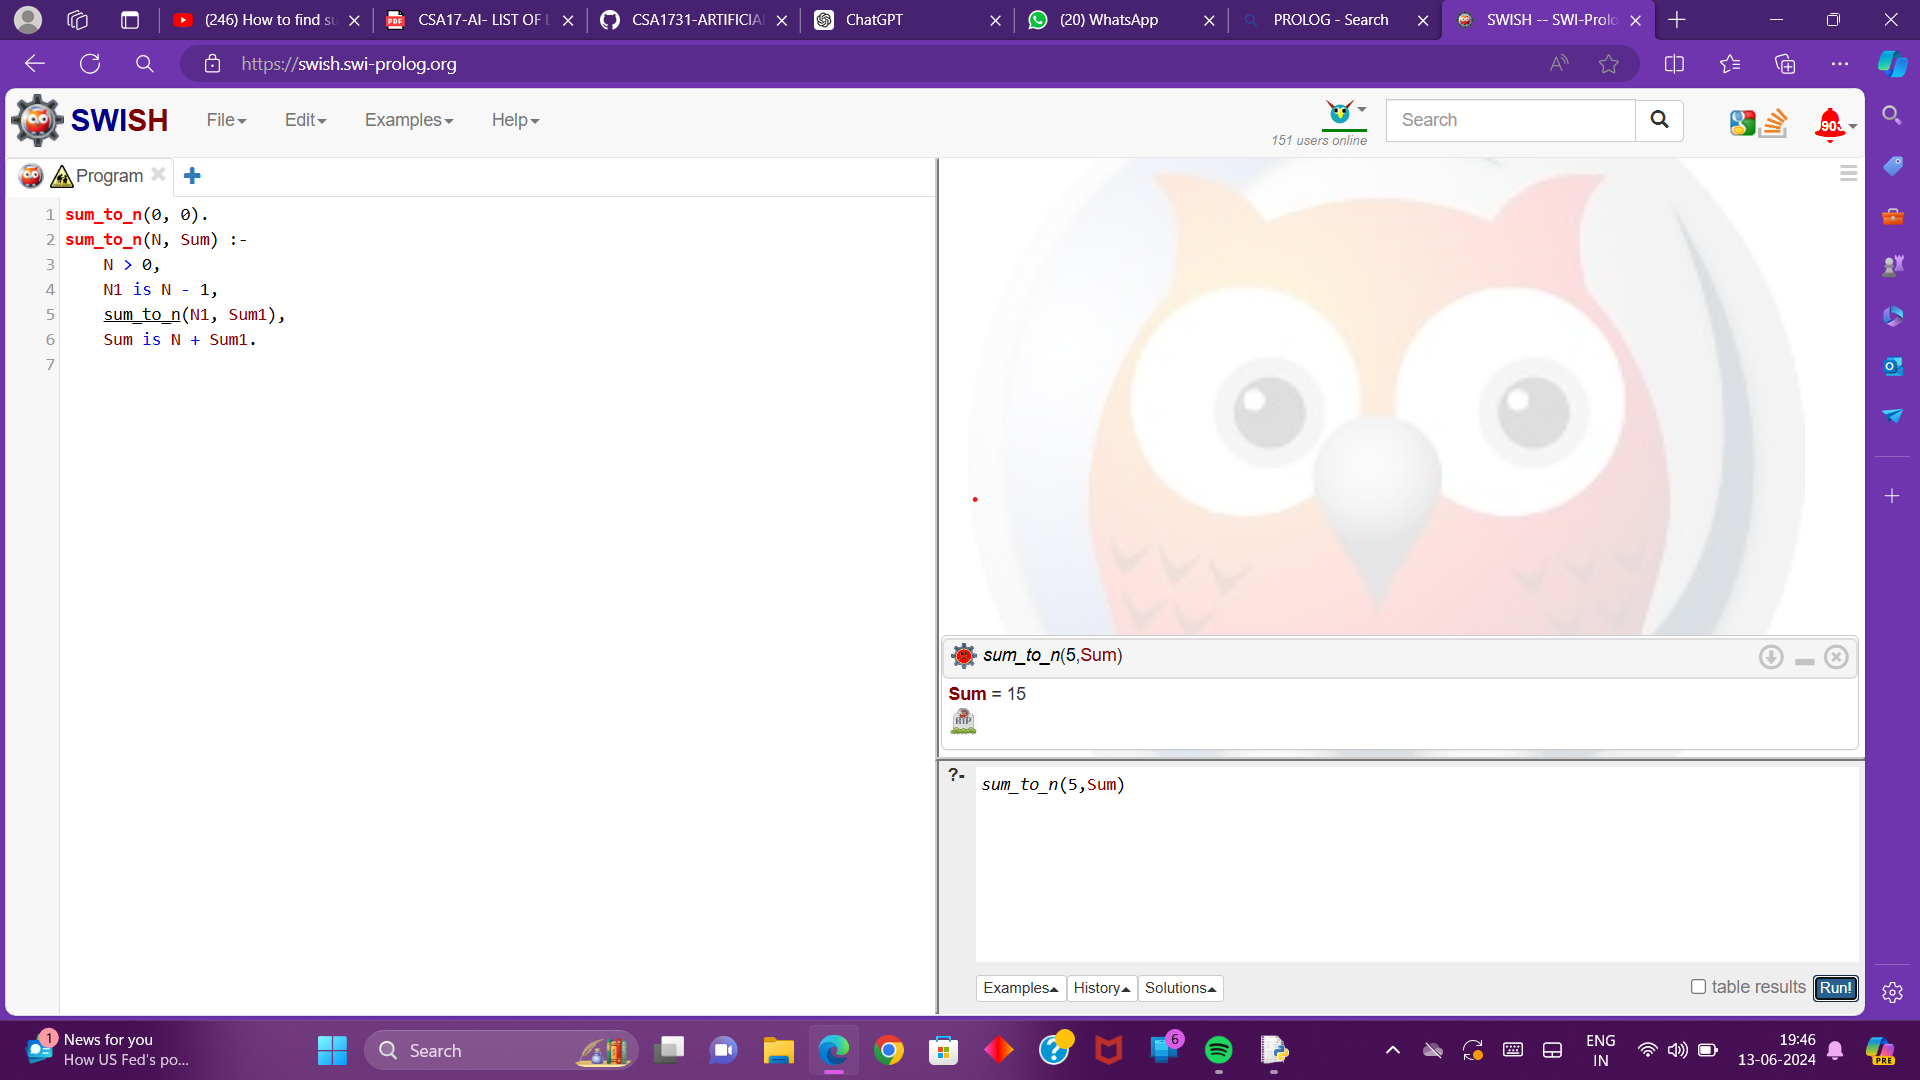 (246) How to find su
CSA17-AI- LIST OF L
CSA1731-ARTIFICIAL
ChatGPT
(20) WhatsApp
PROLOG - Search
SWISH -- SWI-Prolo
https://swish.swi-prolog.org
SWISH
File
Edit
Examples
Help
151 users online
Search
903
Program
1 sum_to_n(0, 0).
2 sum_to_n(N, Sum) :-
3 N > 0,
4 N1 is N - 1,
5 sum_to_n(N1, Sum1),
6 Sum is N + Sum1.
7
sum_to_n(5,Sum)
Sum = 15
RIP
?- sum_to_n(5,Sum)
Examples
History
Solutions
table results
Run!
1
News for you
How US Fed's po...
Search
6
ENG
IN
19:46
13-06-2024
PRE